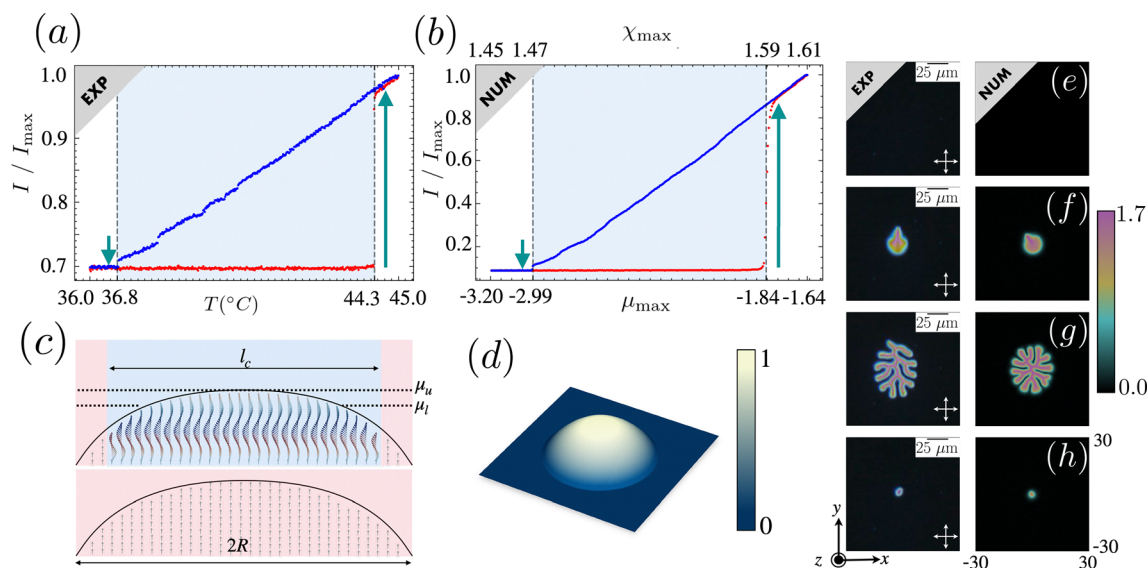 (a)
EXP
I / I_max
1.0
0.9
0.8
0.7
36.0 36.8 T(°C) 44.3 45.0
(b)
χ_max
1.45 1.47 1.59 1.61
NUM
I / I_max
1.0
0.8
0.6
0.4
0.2
-3.20 -2.99 μ_max -1.84 -1.64
(c)
l_c
μ_u
μ_l
2R
(d)
1
0
EXP 25 μm
NUM (e)
25 μm (f)
25 μm (g)
25 μm (h)
1.7
0.0
30
-30
y
z x
-30 30